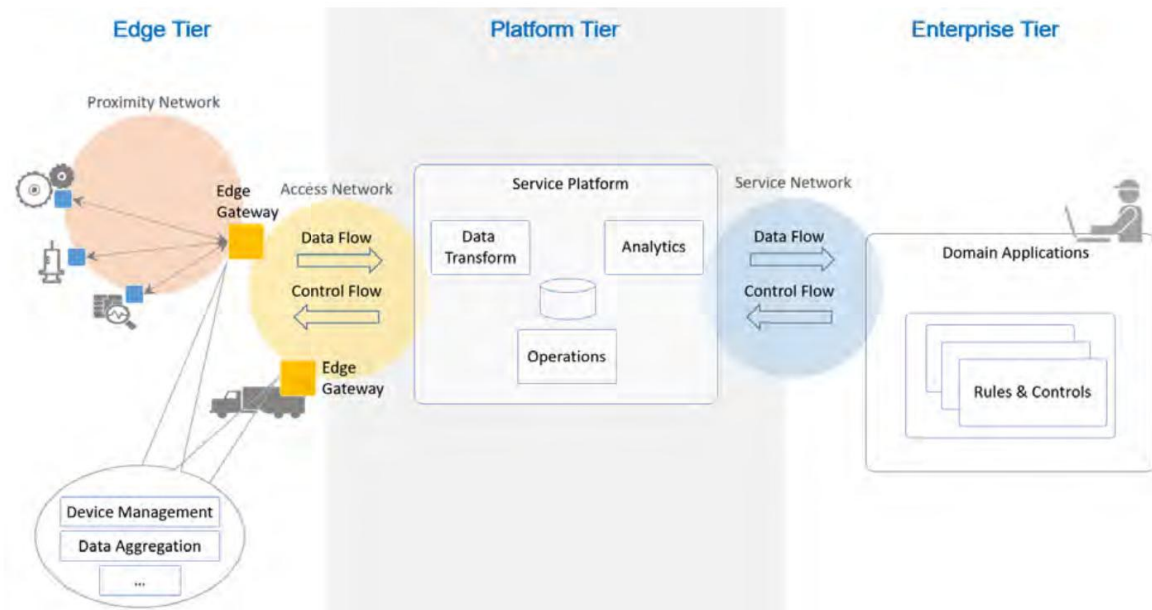 Edge Tier
Platform Tier
Enterprise Tier
Proximity Network
Edge
Gateway
Access Network
Data Flow
Control Flow
Edge
Gateway
Device Management
Data Aggregation
...
Service Platform
Data
Transform
Analytics
Operations
Service Network
Data Flow
Control Flow
Domain Applications
Rules & Controls